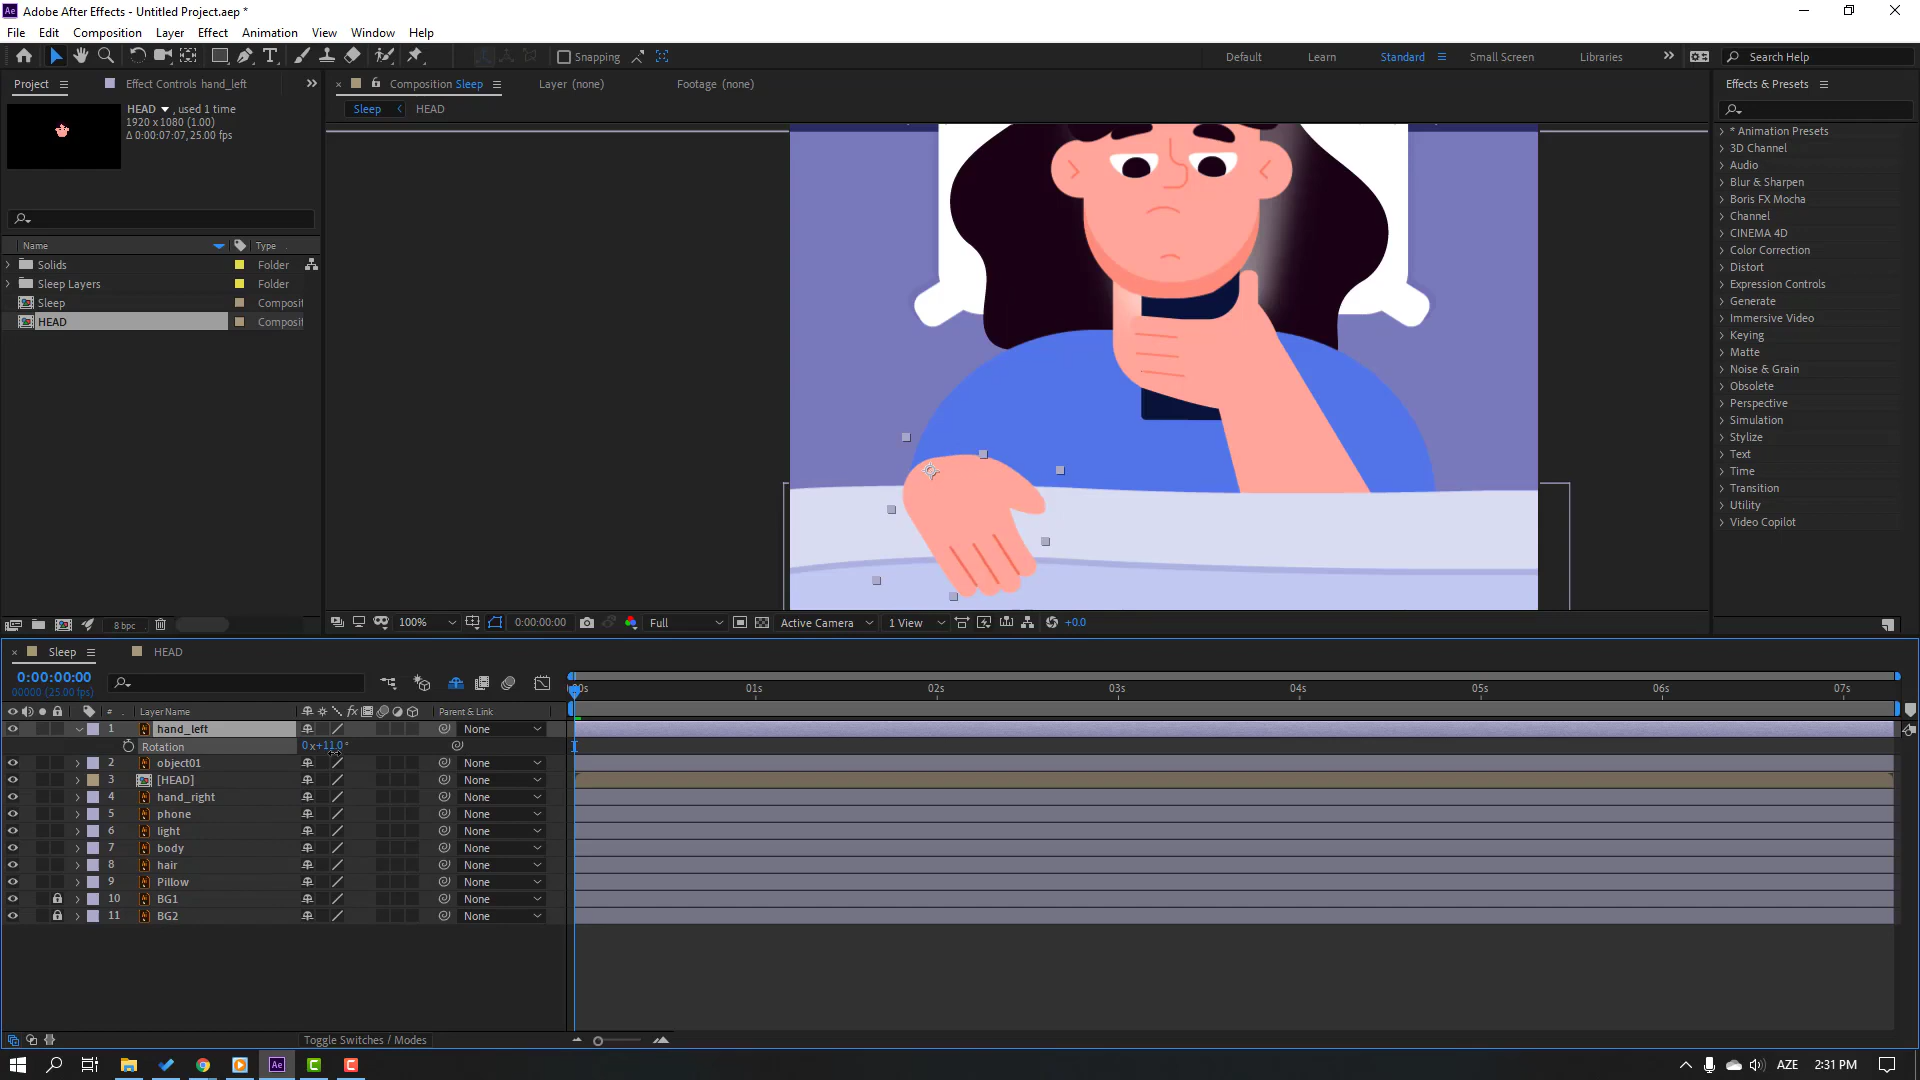 Adobe After Effects - Untitled Project.aep *
File Edit Composition Layer Effect Animation View Window Help
Snapping
Default Learn Standard Small Screen Libraries Search Help
Project Effect Controls hand_left
Composition Sleep Layer (none) Footage (none)
Sleep HEAD
Effects & Presets
HEAD , used 1 time
1920 x 1080 (1.00)
Δ 0:00:07:07, 25.00 fps
Name Type
Solids Folder
Sleep Layers Folder
Sleep Composit
HEAD Composit
* Animation Presets
3D Channel
Audio
Blur & Sharpen
Boris FX Mocha
Channel
CINEMA 4D
Color Correction
Distort
Expression Controls
Generate
Immersive Video
Keying
Matte
Noise & Grain
Obsolete
Perspective
Simulation
Stylize
Text
Time
Transition
Utility
Video Copilot
8 bpc
100% 0:00:00:00 Full Active Camera 1 View +0.0
Sleep HEAD
0:00:00:00
00000 (25.00 fps)
00s 01s 02s 03s 04s 05s 06s 07s
# Layer Name Parent & Link
1 hand_left None
Rotation 0x+11.0°
2 object01 None
3 [HEAD] None
4 hand_right None
5 phone None
6 light None
7 body None
8 hair None
9 Pillow None
10 BG1 None
11 BG2 None
Toggle Switches / Modes
AZE 2:31 PM